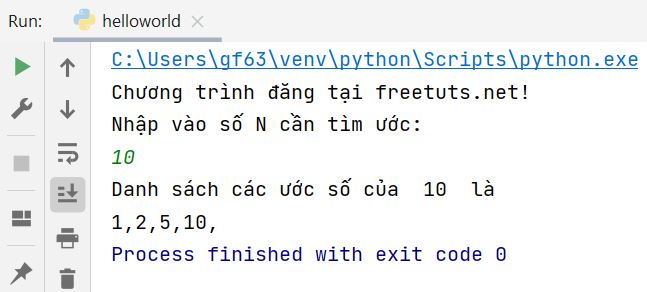 Run: helloworld
C:\Users\gf63\venv\python\Scripts\python.exe
Chương trình đăng tại freetuts.net!
Nhập vào số N cần tìm ước:
10
Danh sách các ước số của  10  là
1,2,5,10,
Process finished with exit code 0